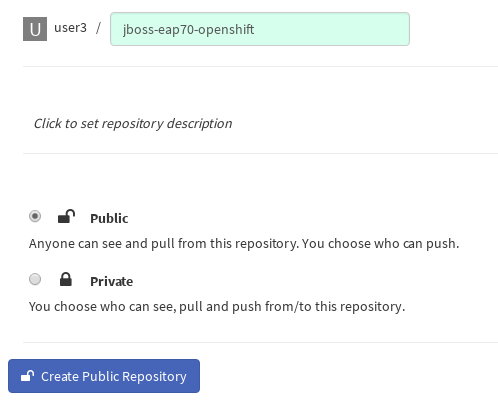 U user3 / jboss-eap70-openshift
Click to set repository description
Public
Anyone can see and pull from this repository. You choose who can push.
Private
You choose who can see, pull and push from/to this repository.
Create Public Repository